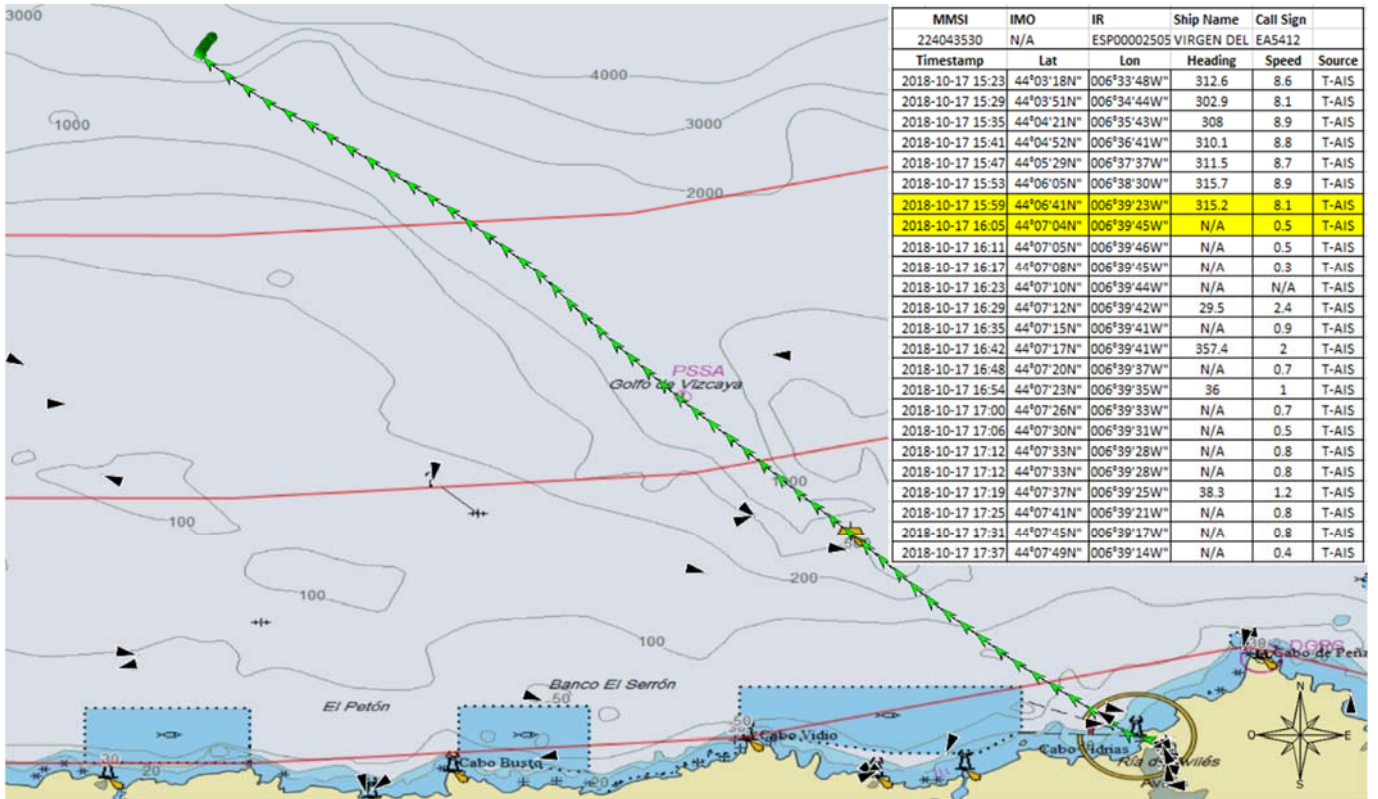 3000
4000
1000
3000
2000
PSSA
Golfo de Vizcaya
100
200
100
100
Banco El Serrón
50
El Petón
50
30
20
Cabo Busto
20
Cabo Vidio
Cabo Vidrias
Ría de Avilés
DGPS
30
Cabo de Peña
N
E
S
MMSI IMO IR Ship Name Call Sign
224043530 N/A ESP00002505 VIRGEN DEL EA5412
Timestamp Lat Lon Heading Speed Source
2018-10-17 15:23 44°03'18N" 006°33'48W" 312.6 8.6 T-AIS
2018-10-17 15:29 44°03'51N" 006°34'44W" 302.9 8.1 T-AIS
2018-10-17 15:35 44°04'21N" 006°35'43W" 308 8.9 T-AIS
2018-10-17 15:41 44°04'52N" 006°36'41W" 310.1 8.8 T-AIS
2018-10-17 15:47 44°05'29N" 006°37'37W" 311.5 8.7 T-AIS
2018-10-17 15:53 44°06'05N" 006°38'30W" 315.7 8.9 T-AIS
2018-10-17 15:59 44°06'41N" 006°39'23W" 315.2 8.1 T-AIS
2018-10-17 16:05 44°07'04N" 006°39'45W" N/A 0.5 T-AIS
2018-10-17 16:11 44°07'05N" 006°39'46W" N/A 0.5 T-AIS
2018-10-17 16:17 44°07'08N" 006°39'45W" N/A 0.3 T-AIS
2018-10-17 16:23 44°07'10N" 006°39'44W" N/A N/A T-AIS
2018-10-17 16:29 44°07'12N" 006°39'42W" 29.5 2.4 T-AIS
2018-10-17 16:35 44°07'15N" 006°39'41W" N/A 0.9 T-AIS
2018-10-17 16:42 44°07'17N" 006°39'41W" 357.4 2 T-AIS
2018-10-17 16:48 44°07'20N" 006°39'37W" N/A 0.7 T-AIS
2018-10-17 16:54 44°07'23N" 006°39'35W" 36 1 T-AIS
2018-10-17 17:00 44°07'26N" 006°39'33W" N/A 0.7 T-AIS
2018-10-17 17:06 44°07'30N" 006°39'31W" N/A 0.5 T-AIS
2018-10-17 17:12 44°07'33N" 006°39'28W" N/A 0.8 T-AIS
2018-10-17 17:12 44°07'33N" 006°39'28W" N/A 0.8 T-AIS
2018-10-17 17:19 44°07'37N" 006°39'25W" 38.3 1.2 T-AIS
2018-10-17 17:25 44°07'41N" 006°39'21W" N/A 0.8 T-AIS
2018-10-17 17:31 44°07'45N" 006°39'17W" N/A 0.8 T-AIS
2018-10-17 17:37 44°07'49N" 006°39'14W" N/A 0.4 T-AIS